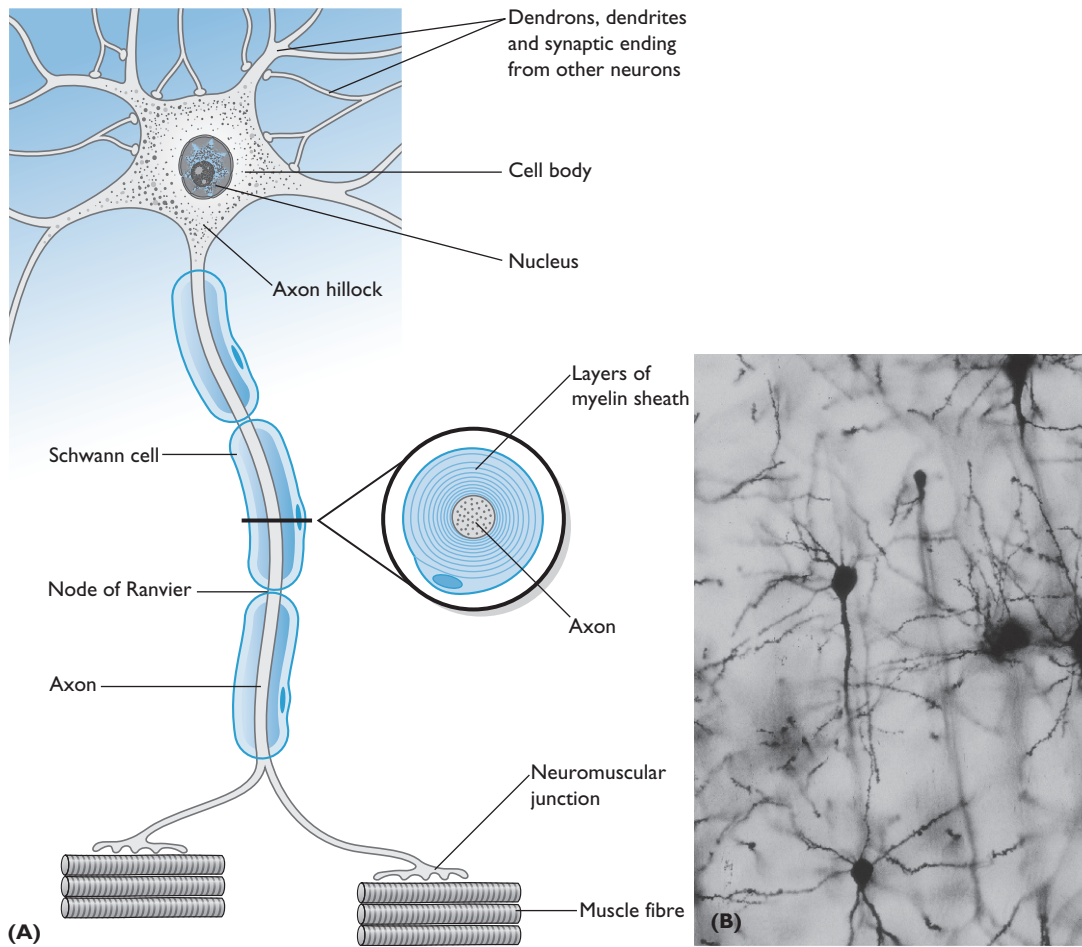 Dendrons, dendrites
and synaptic ending
from other neurons
Cell body
Nucleus
Axon hillock
Layers of
myelin sheath
Schwann cell
Node of Ranvier
Axon
Axon
Neuromuscular
junction
Muscle fibre
(A)
(B)